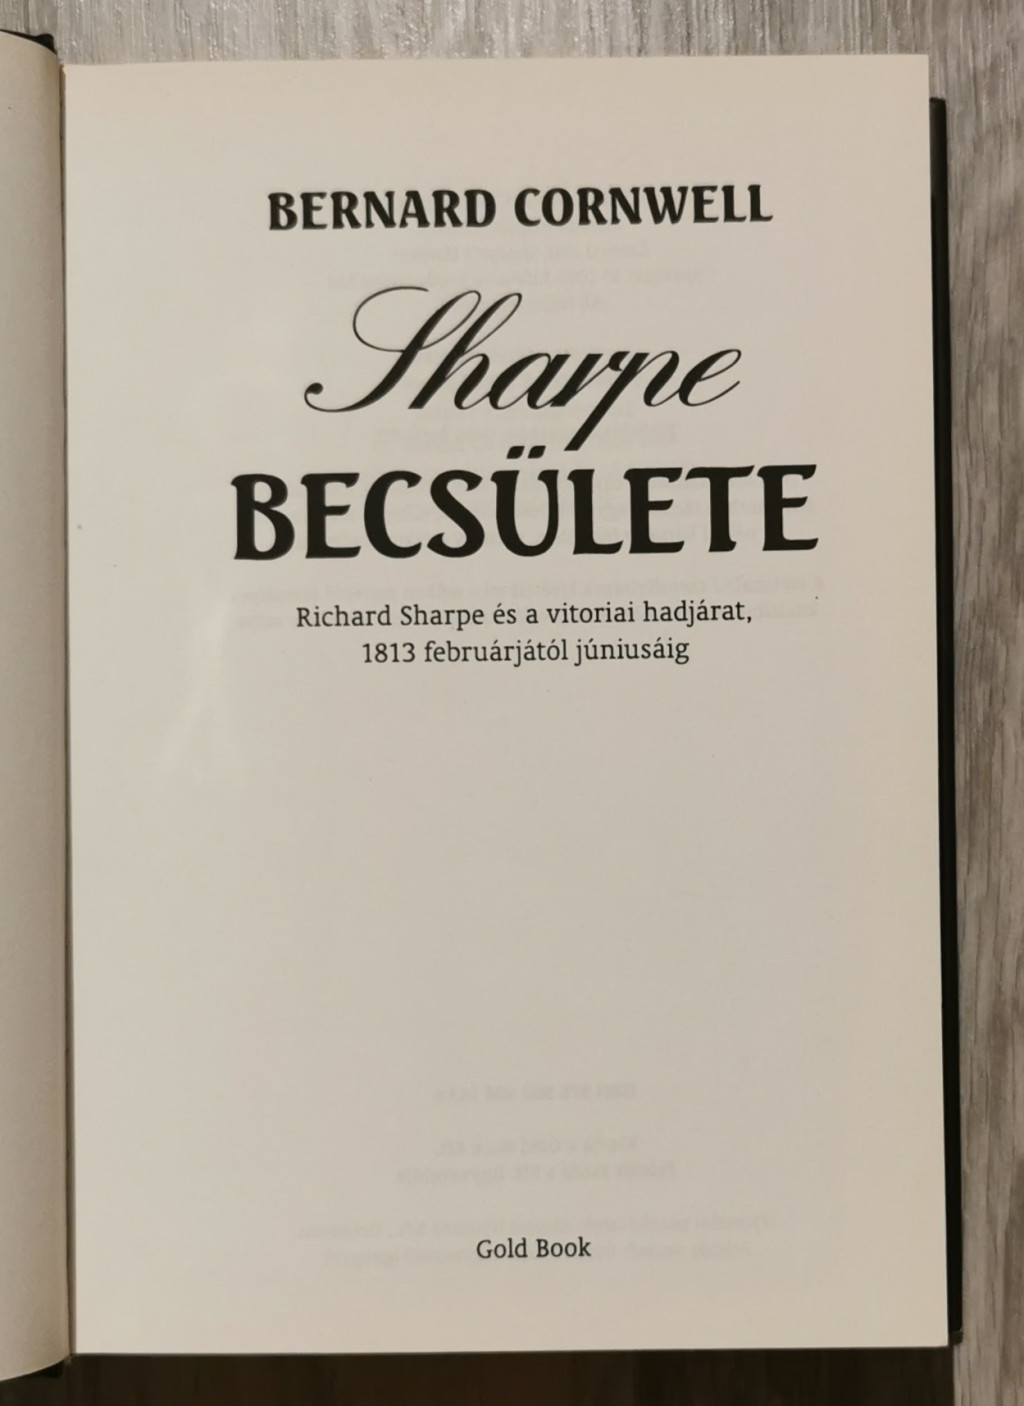 BERNARD CORNWELL
Sharpe
BECSÜLETE
Richard Sharpe és a vitoriai hadjárat,
1813 februárjától júniusáig
Gold Book